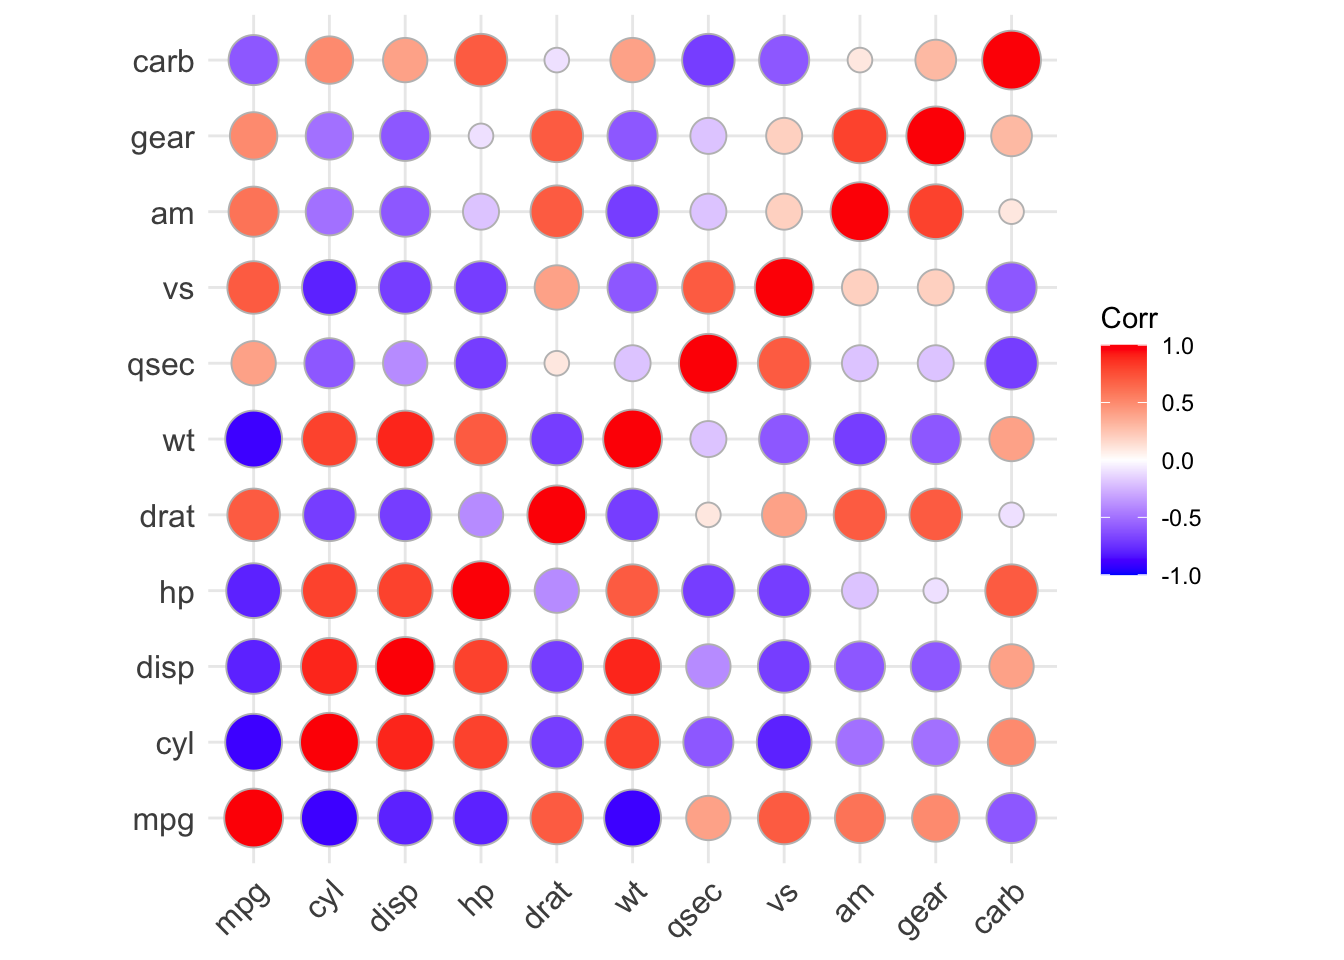 carb
gear
am
vs
qsec
wt
drat
hp
disp
cyl
mpg
mpg cyl disp hp drat wt qsec vs am gear carb
Corr
1.0
0.5
0.0
-0.5
-1.0